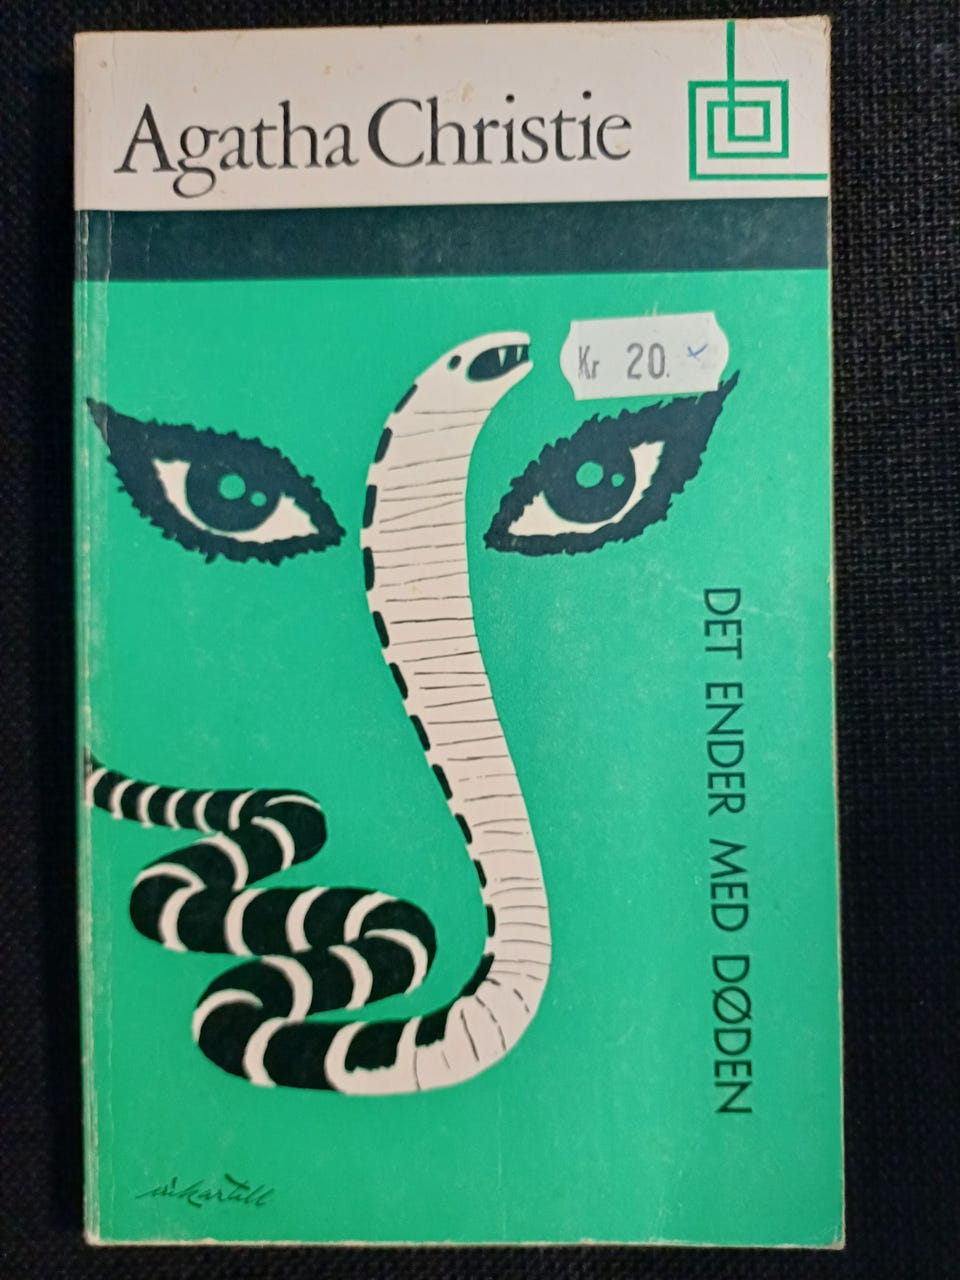 Agatha Christie
Kr 20.
DET ENDER MED DØDEN